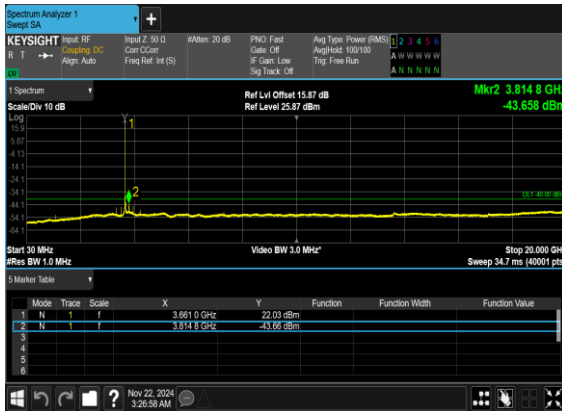 Spectrum Analyzer 1
Swept SA
+
KEYSIGHT Input: RF Input Z: 50 Ω #Atten: 20 dB PNO: Fast Avg Type: Power (RMS) 1 2 3 4 5 6
R T Coupling: DC Corr CCorr Gate: Off Avg|Hold: 100/100 A W W W W W
Align: Auto Freq Ref: Int (S) IF Gain: Low Trig: Free Run
Sig Track: Off A N N N N N
1 Spectrum Ref Lvl Offset 15.87 dB Mkr2 3.814 8 GHz
Scale/Div 10 dB Ref Level 25.87 dBm -43.658 dBm
Log
15.9
5.87
-4.13
-14.1
-24.1
-34.1
-44.1
-54.1
-64.1
1
2
Start 30 MHz Video BW 3.0 MHz* Stop 20.000 GHz
#Res BW 1.0 MHz Sweep 34.7 ms (40001 pts)
5 Marker Table
Mode Trace Scale X Y Function Function Width Function Value
1 N 1 f 3.661 0 GHz 22.03 dBm
2 N 1 f 3.814 8 GHz -43.66 dBm
3
4
5
6
? Nov 22, 2024
3:26:58 AM